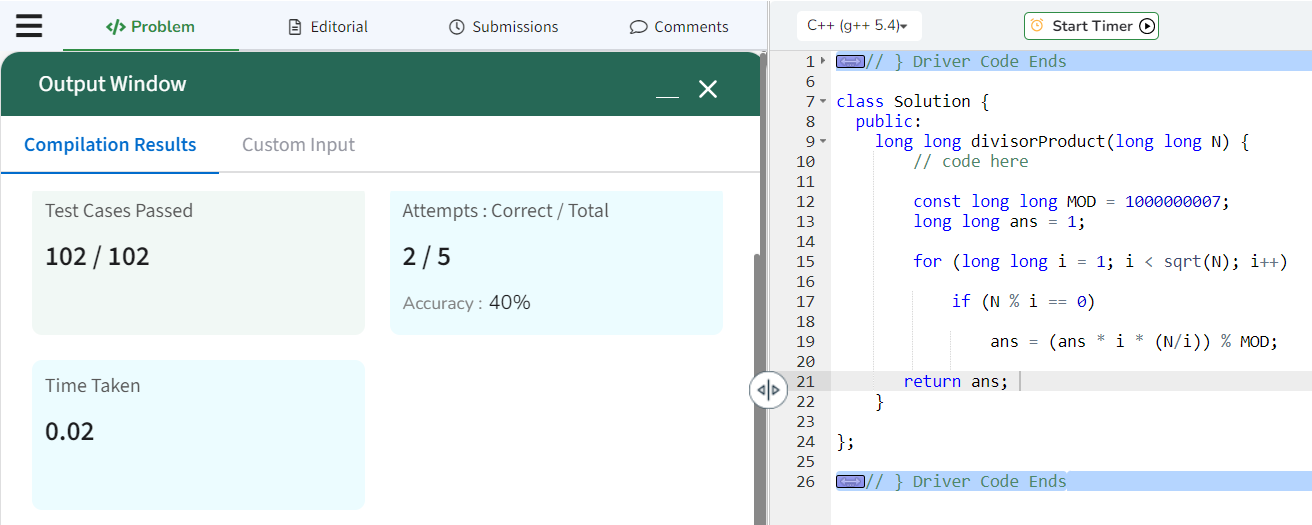 Problem
Editorial
Submissions
Comments
Output Window
Compilation Results
Custom Input
Test Cases Passed
102 / 102
Attempts : Correct / Total
2 / 5
Accuracy : 40%
Time Taken
0.02
C++ (g++ 5.4)
Start Timer
1 // } Driver Code Ends
6
7 class Solution {
8   public:
9     long long divisorProduct(long long N) {
10         // code here
11
12         const long long MOD = 1000000007;
13         long long ans = 1;
14
15         for (long long i = 1; i < sqrt(N); i++)
16
17             if (N % i == 0)
18
19                 ans = (ans * i * (N/i)) % MOD;
20
21        return ans;
22     }
23
24 };
25
26 // } Driver Code Ends